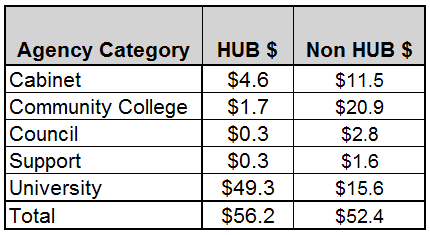 Agency Category HUB $ Non HUB $
Cabinet $4.6 $11.5
Community College $1.7 $20.9
Council $0.3 $2.8
Support $0.3 $1.6
University $49.3 $15.6
Total $56.2 $52.4